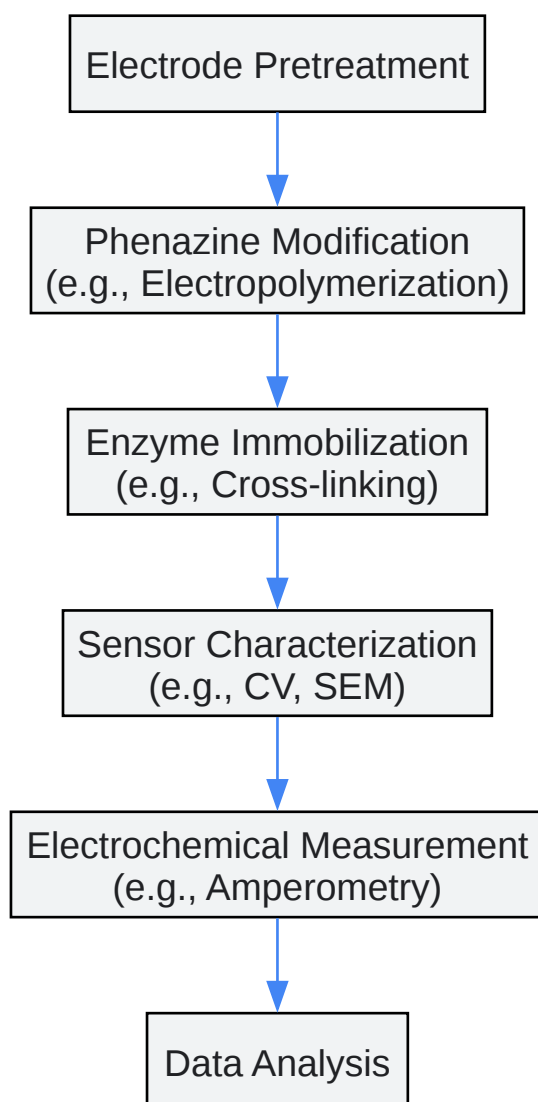 Electrode Pretreatment
Phenazine Modification
(e.g., Electropolymerization)
Enzyme Immobilization
(e.g., Cross-linking)
Sensor Characterization
(e.g., CV, SEM)
Electrochemical Measurement
(e.g., Amperometry)
Data Analysis